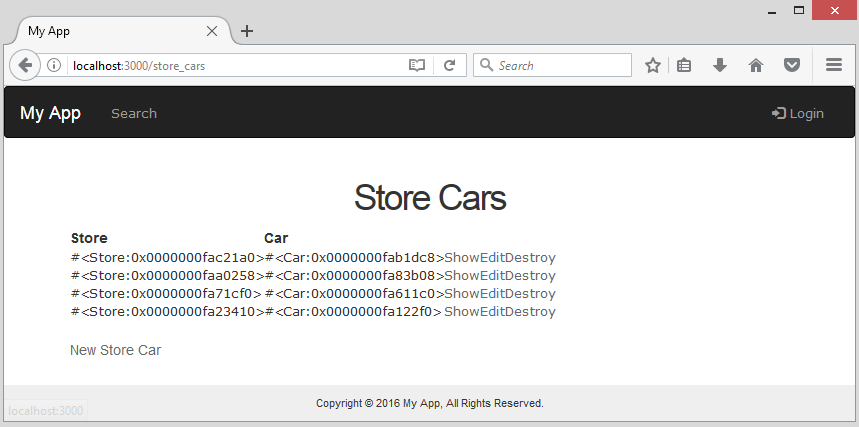 My App
localhost:3000/store_cars
Search
My App Search Login
Store Cars
Store Car
#<Store:0x0000000fac21a0>#<Car:0x0000000fab1dc8>ShowEditDestroy
#<Store:0x0000000faa0258>#<Car:0x0000000fa83b08>ShowEditDestroy
#<Store:0x0000000fa71cf0>#<Car:0x0000000fa611c0>ShowEditDestroy
#<Store:0x0000000fa23410>#<Car:0x0000000fa122f0>ShowEditDestroy
New Store Car
Copyright © 2016 My App, All Rights Reserved.
localhost:3000